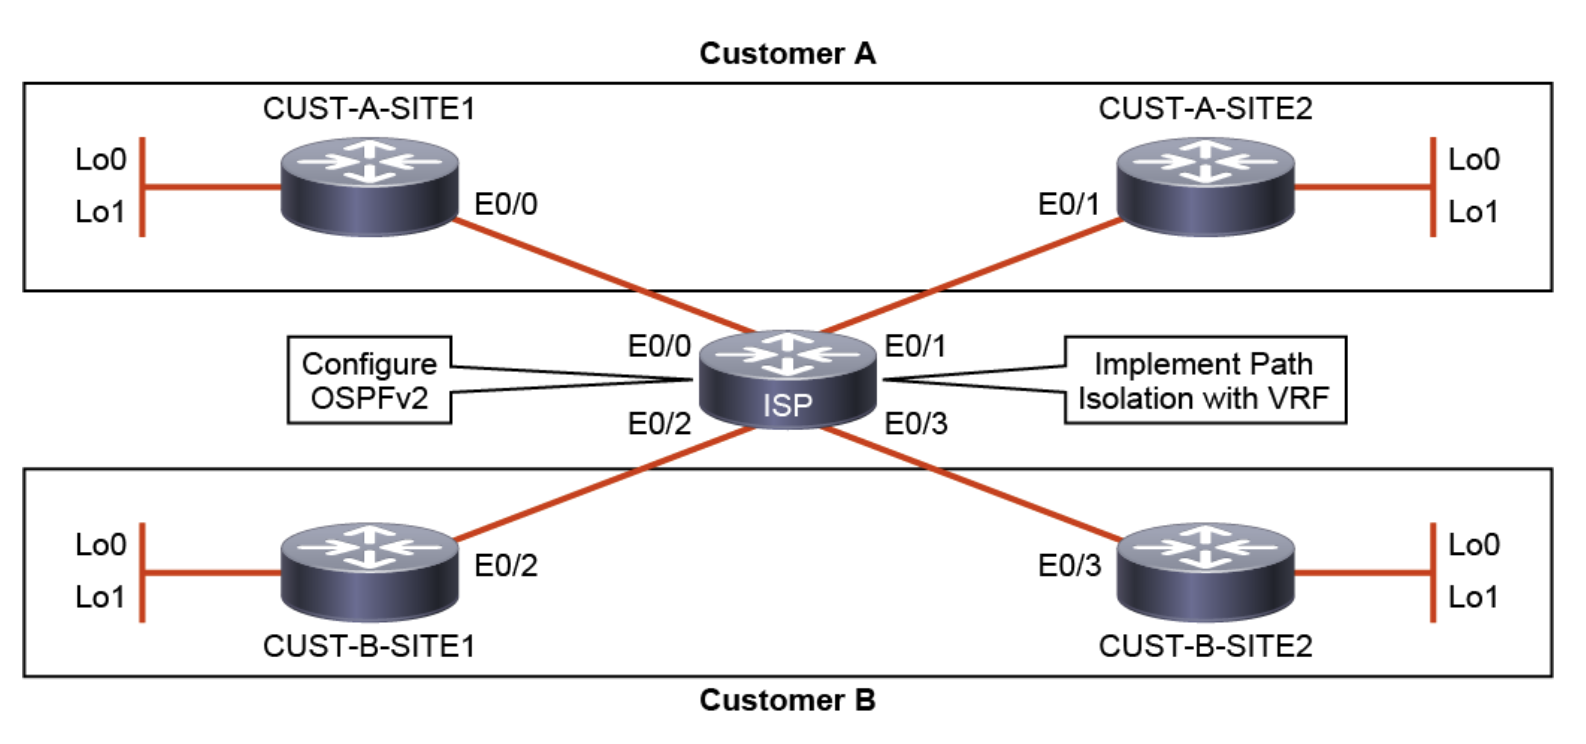 Customer A
CUST-A-SITE1
CUST-A-SITE2
Lo0
Lo1
E0/0
E0/1
Lo0
Lo1
E0/0
E0/1
Configure
OSPFv2
ISP
Implement Path
Isolation with VRF
E0/2
E0/3
Lo0
Lo1
E0/2
E0/3
Lo0
Lo1
CUST-B-SITE1
CUST-B-SITE2
Customer B